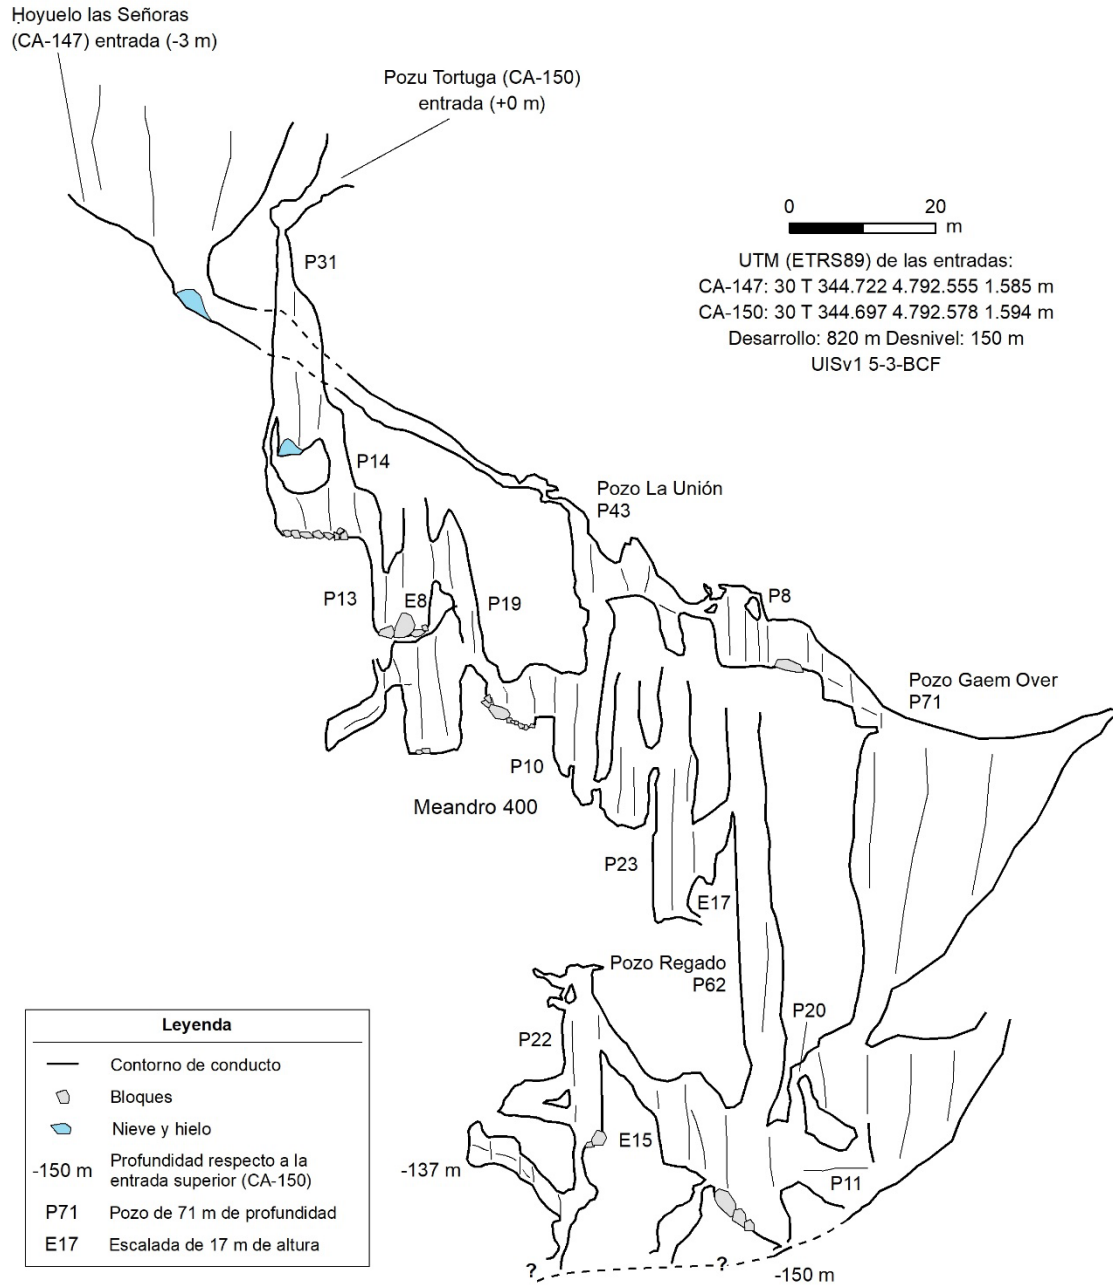 Hoyuelo las Señoras
(CA-147) entrada (-3 m)
Pozu Tortuga (CA-150)
entrada (+0 m)
0 20
m
UTM (ETRS89) de las entradas:
CA-147: 30 T 344.722 4.792.555 1.585 m
CA-150: 30 T 344.697 4.792.578 1.594 m
Desarrollo: 820 m Desnivel: 150 m
UISv1 5-3-BCF
P31
P14
Pozo La Unión
P43
P13
E8
P19
P8
Pozo Gaem Over
P71
P10
Meandro 400
P23
E17
Pozo Regado
P62
P20
P22
E15
-137 m
P11
?
?
-150 m
Leyenda
Contorno de conducto
Bloques
Nieve y hielo
-150 m Profundidad respecto a la
entrada superior (CA-150)
P71 Pozo de 71 m de profundidad
E17 Escalada de 17 m de altura